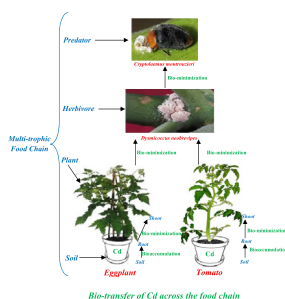 Predator
Cryptolaemus montrouzieri
Bio-minimization
Herbivore
Dysmicoccus neobrevipes
Multi-trophic
Food Chain
Bio-minimization
Bio-minimization
Plant
Shoot
Shoot
Bio-minimization
Bio-minimization
Root
Root
Bioaccumulation
Bioaccumulation
Soil
Cd
Soil
Cd
Soil
Eggplant
Tomato
Bio-transfer of Cd across the food chain